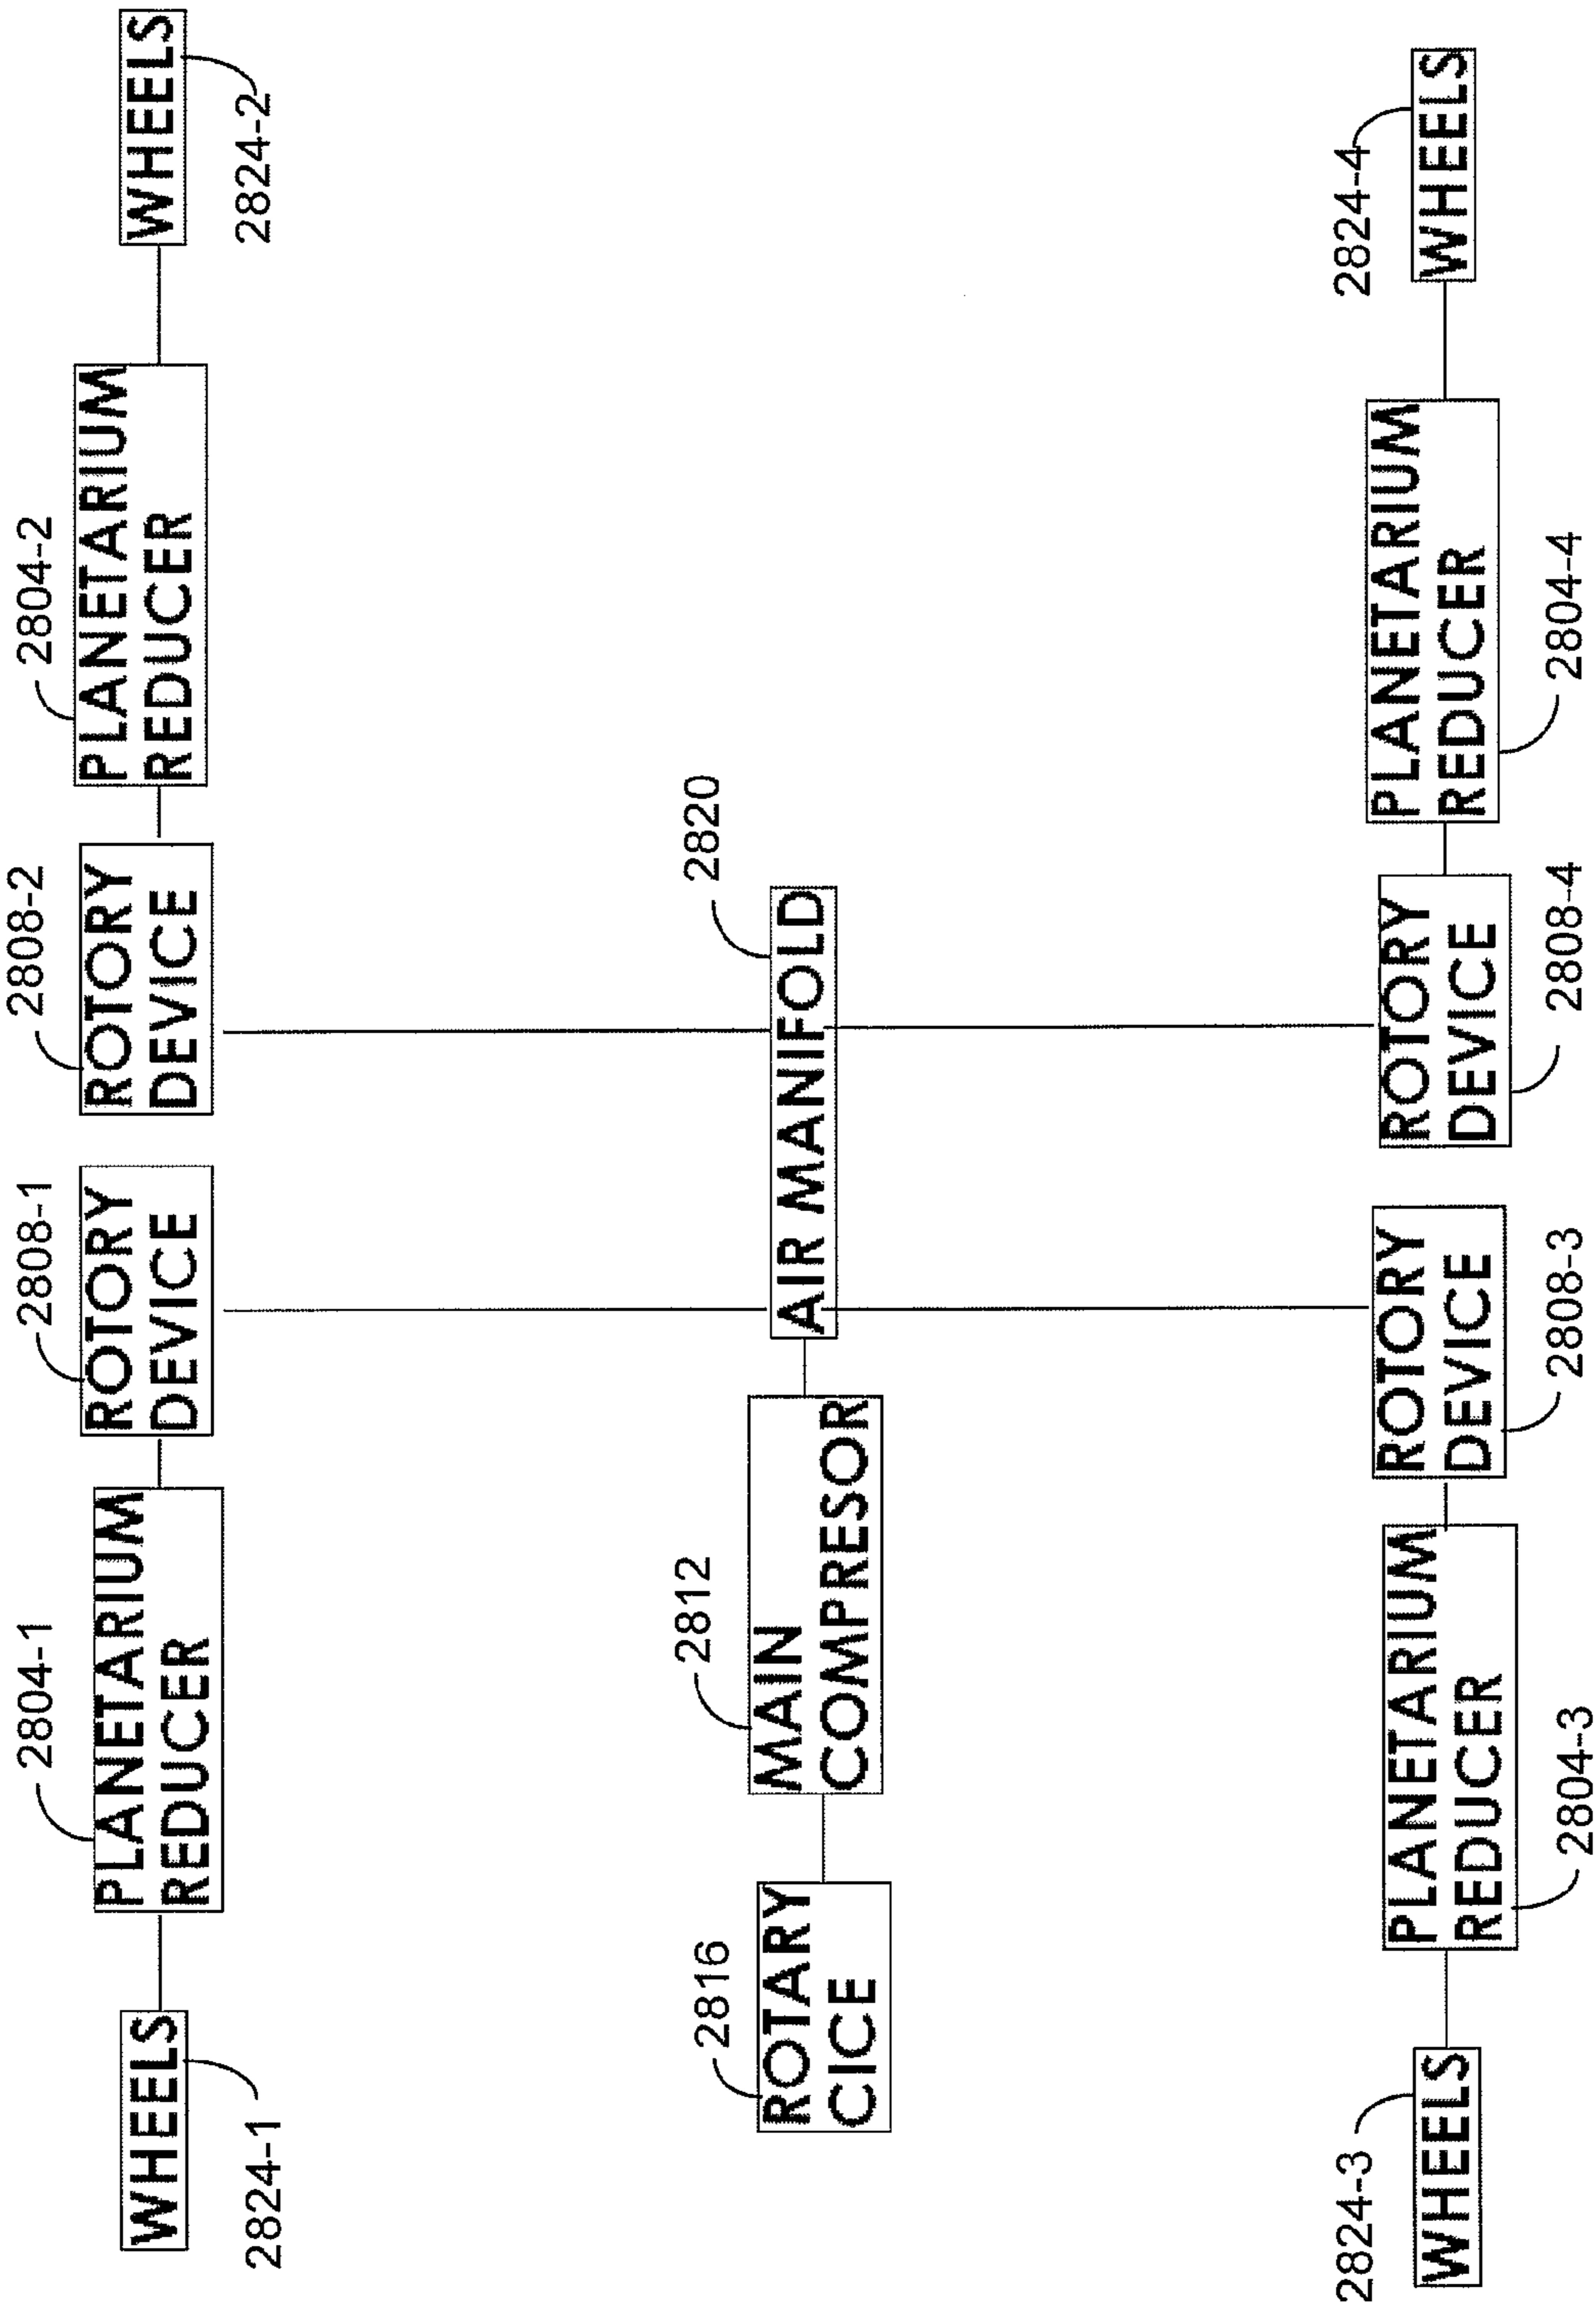 2824-1
WHEELS
2804-1
PLANETARIUM
REDUCER
2808-1
ROTORY
DEVICE
2808-2
ROTORY
DEVICE
2804-2
PLANETARIUM
REDUCER
WHEELS
2824-2
2816
ROTARY
CICE
2812
MAIN
COMPRESOR
2820
AIR MANIFOLD
2824-3
WHEELS
PLANETARIUM
REDUCER
2804-3
ROTORY
DEVICE
2808-3
ROTORY
DEVICE
2808-4
PLANETARIUM
REDUCER
2804-4
2824-4
WHEELS